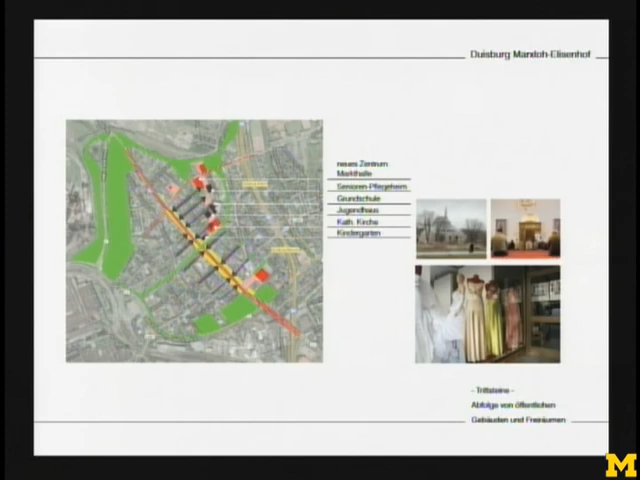 Duisburg Marxloh-Elisenhof
neues Zentrum
Markthalle
Senioren-Pflegeheim
Grundschule
Jugendhaus
Kath. Kirche
Kindergarten
- Trittsteine -
Abfolge von öffentlichen
Gebäuden und Freiräumen
M